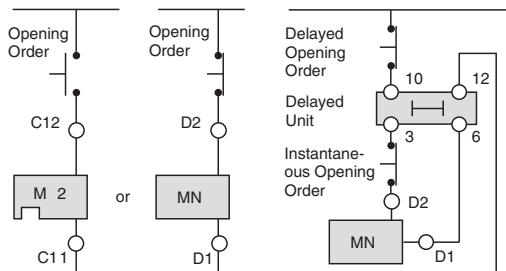 Opening
Order
C12
M 2
C11
or
Opening
Order
D2
MN
D1
Delayed
Opening
Order
10
12
Delayed
Unit
3
6
Instantane-
ous Opening
Order
D2
MN
D1